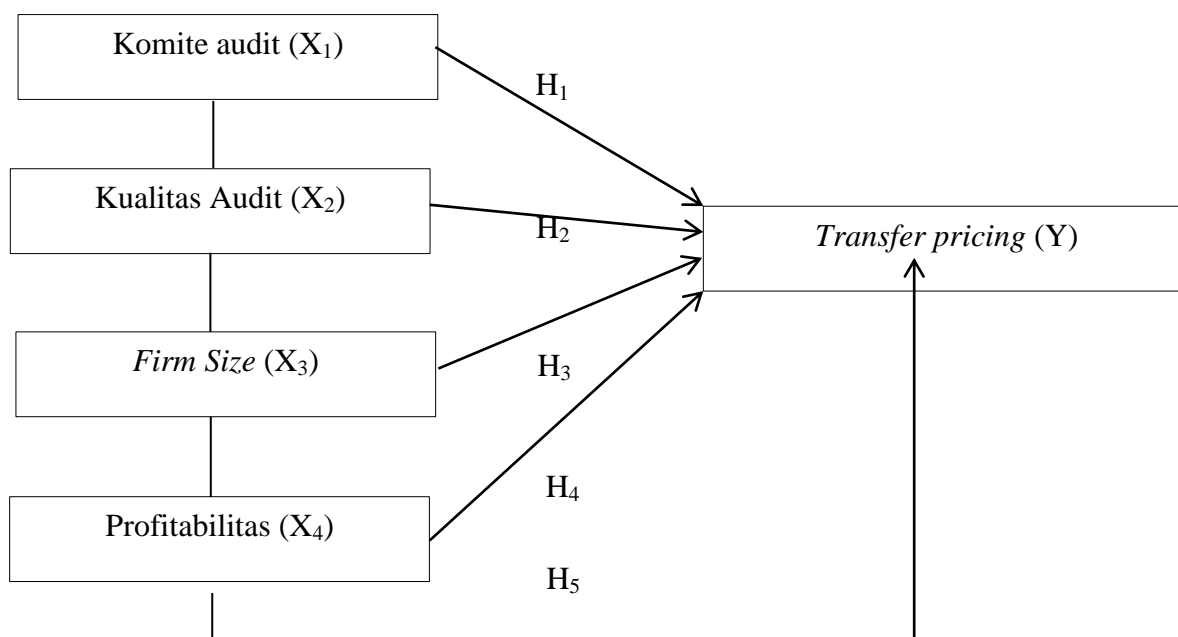 Komite audit (X₁)
H₁
Kualitas Audit (X₂)
H₂
Transfer pricing (Y)
Firm Size (X₃)
H₃
H₄
Profitabilitas (X₄)
H₅